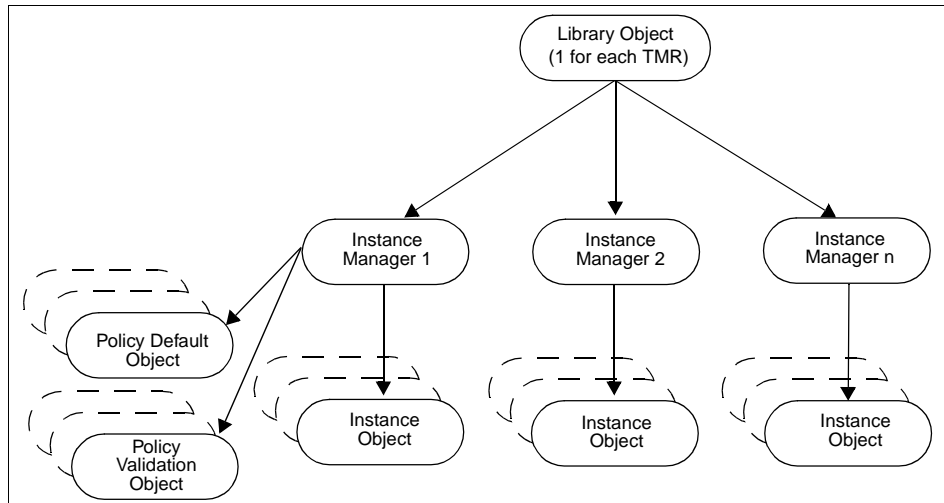 Library Object
(1 for each TMR)
Instance
Manager 1
Instance
Manager 2
Instance
Manager n
Policy Default
Object
Policy
Validation
Object
Instance
Object
Instance
Object
Instance
Object